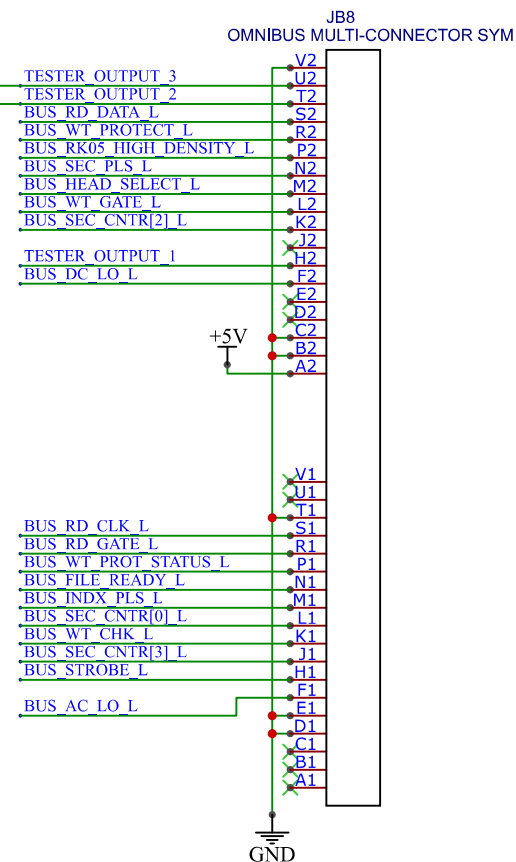 JB8
OMNIBUS MULTI-CONNECTOR SYM
V2
TESTER_OUTPUT_3 U2
TESTER_OUTPUT_2 T2
BUS_RD_DATA_L S2
BUS_WT_PROTECT_L R2
BUS_RK05_HIGH_DENSITY_L P2
BUS_SEC_PLS_L N2
BUS_HEAD_SELECT_L M2
BUS_WT_GATE_L L2
BUS_SEC_CNTR[2]_L K2
J2
TESTER_OUTPUT_1 H2
BUS_DC_LO_L F2
E2
D2
C2
+5V B2
A2
V1
U1
T1
BUS_RD_CLK_L S1
BUS_RD_GATE_L R1
BUS_WT_PROT_STATUS_L P1
BUS_FILE_READY_L N1
BUS_INDX_PLS_L M1
BUS_SEC_CNTR[0]_L L1
BUS_WT_CHK_L K1
BUS_SEC_CNTR[3]_L J1
BUS_STROBE_L H1
F1
BUS_AC_LO_L E1
D1
C1
B1
A1
GND